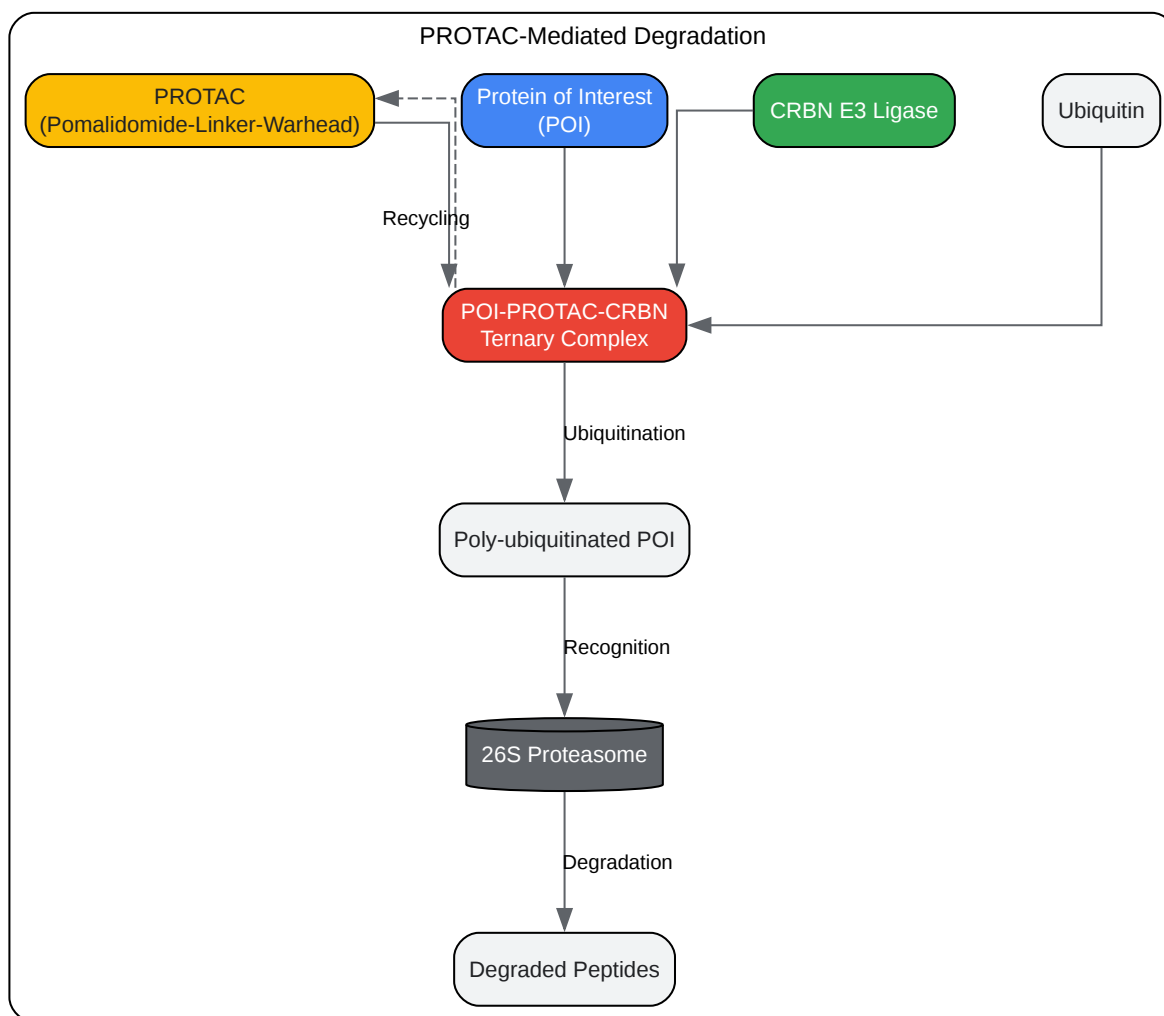 PROTAC-Mediated Degradation
PROTAC
(Pomalidomide-Linker-Warhead)
Protein of Interest
(POI)
CRBN E3 Ligase
Ubiquitin
Recycling
POI-PROTAC-CRBN
Ternary Complex
Ubiquitination
Poly-ubiquitinated POI
Recognition
26S Proteasome
Degradation
Degraded Peptides